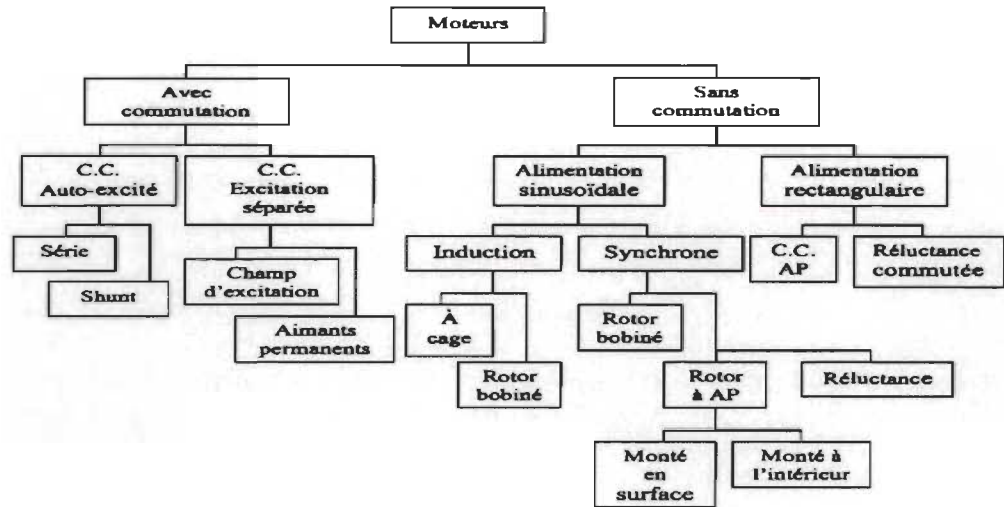 Moteurs
Avec
commutation
Sans
commutation
C.C.
Auto-excité
C.C.
Excitation
séparée
Alimentation
sinusoïdale
Alimentation
rectangulaire
Série
Shunt
Champ
d'excitation
Aimants
permanents
Induction
Synchrone
C.C.
AP
Réluctance
commutée
À
cage
Rotor
bobiné
Rotor
bobiné
Rotor
à AP
Réluctance
Monté
en
surface
Monté à
l'intérieur